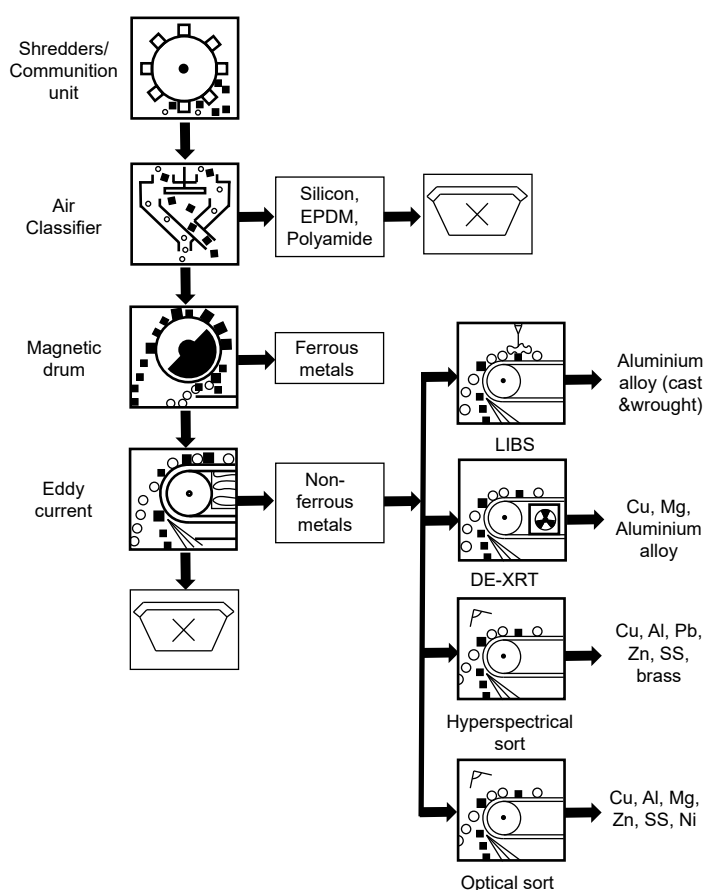 Shredders/
Communtion
unit
Air
Classifier
Silicon,
EPDM,
Polyamide
Magnetic
drum
Ferrous
metals
Eddy
current
Non-
ferrous
metals
LIBS
Aluminium
alloy (cast
&wrought)
DE-XRT
Cu, Mg,
Aluminium
alloy
Hyperspectrical
sort
Cu, Al, Pb,
Zn, SS,
brass
Optical sort
Cu, Al, Mg,
Zn, SS, Ni